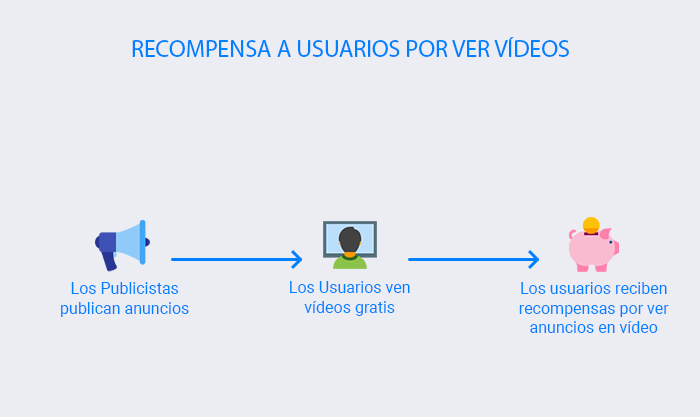 RECOMPENSA A USUARIOS POR VER VÍDEOS
Los Publicistas
publican anuncios
Los Usuarios ven
vídeos gratis
Los usuarios reciben
recompensas por ver
anuncios en vídeo